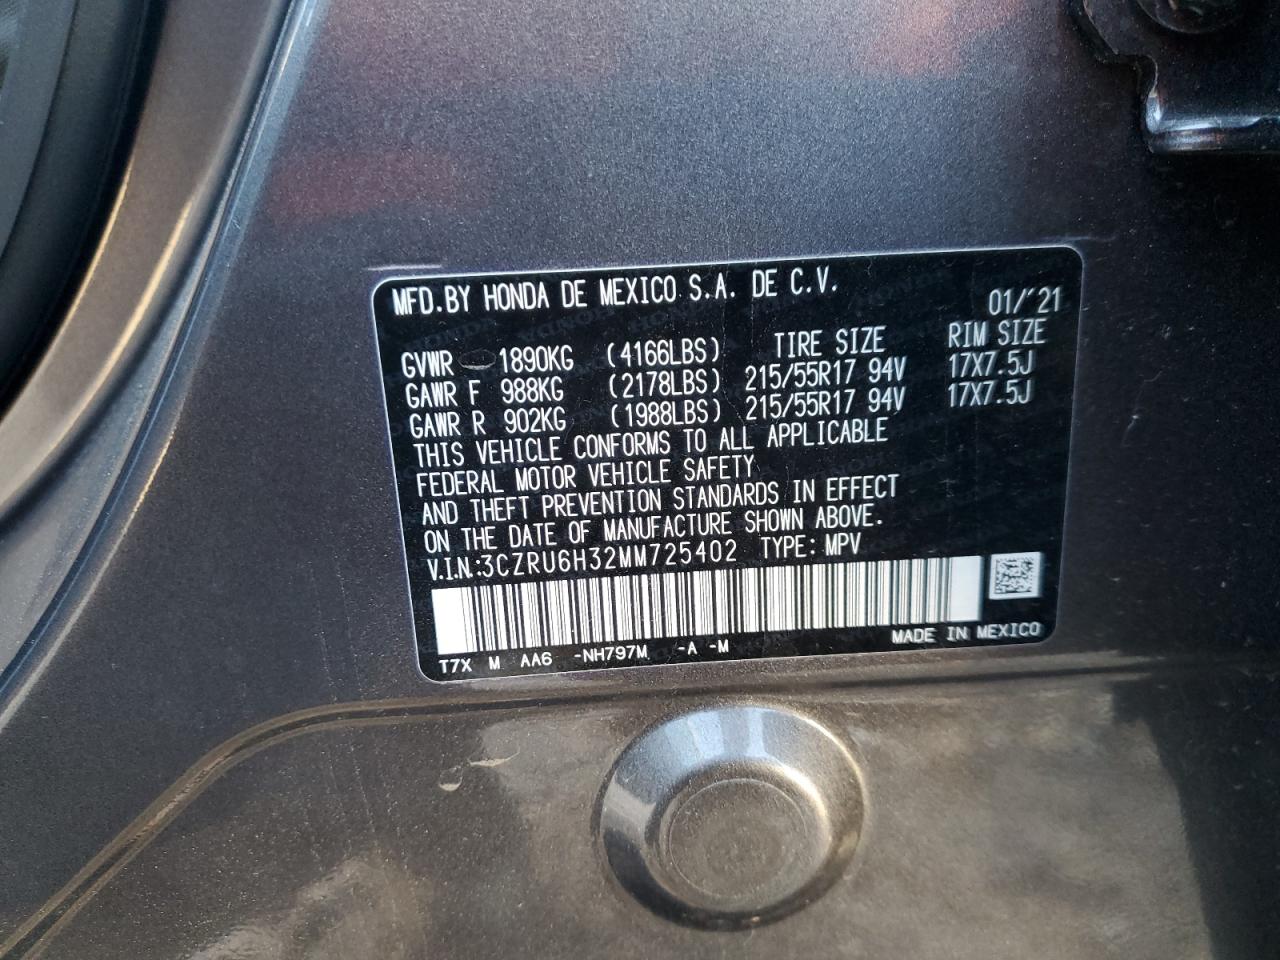 MFD.BY HONDA DE MEXICO S.A. DE C.V.
01/'21
GVWR 1890KG (4166LBS) TIRE SIZE RIM SIZE
GAWR F 988KG (2178LBS) 215/55R17 94V 17X7.5J
GAWR R 902KG (1988LBS) 215/55R17 94V 17X7.5J
THIS VEHICLE CONFORMS TO ALL APPLICABLE
FEDERAL MOTOR VEHICLE SAFETY
AND THEFT PREVENTION STANDARDS IN EFFECT
ON THE DATE OF MANUFACTURE SHOWN ABOVE.
V.I.N.:3CZRU6H32MM725402 TYPE: MPV
MADE IN MEXICO
T7X M AA6 -NH797M -A -M